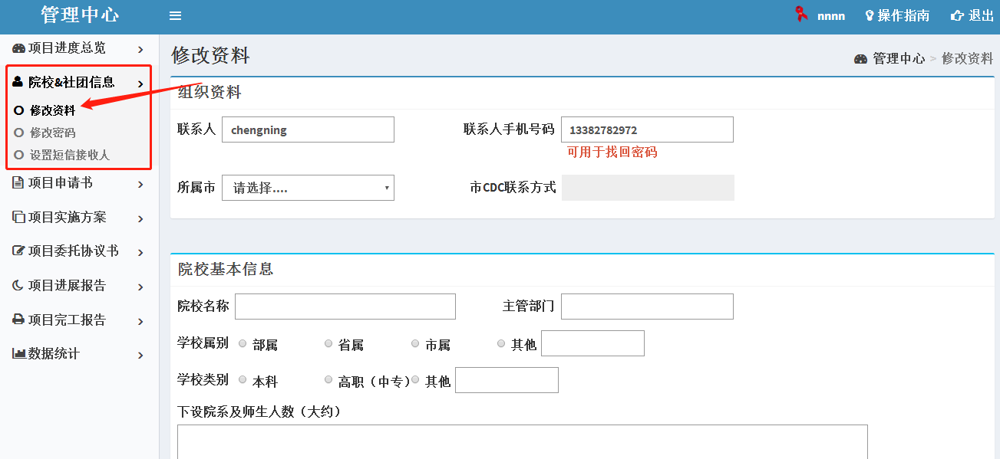 管理中心
nnnn 操作指南 退出
项目进度总览
院校&社团信息
修改资料
修改密码
设置短信接收人
项目申请书
项目实施方案
项目委托协议书
项目进展报告
项目完工报告
数据统计
修改资料
管理中心 > 修改资料
组织资料
联系人 chengning 联系人手机号码 13382782972
可用于找回密码
所属市 请选择.... 市CDC联系方式
院校基本信息
院校名称 主管部门
学校属别 部属 省属 市属 其他
学校类别 本科 高职（中专） 其他
下设院系及师生人数（大约）